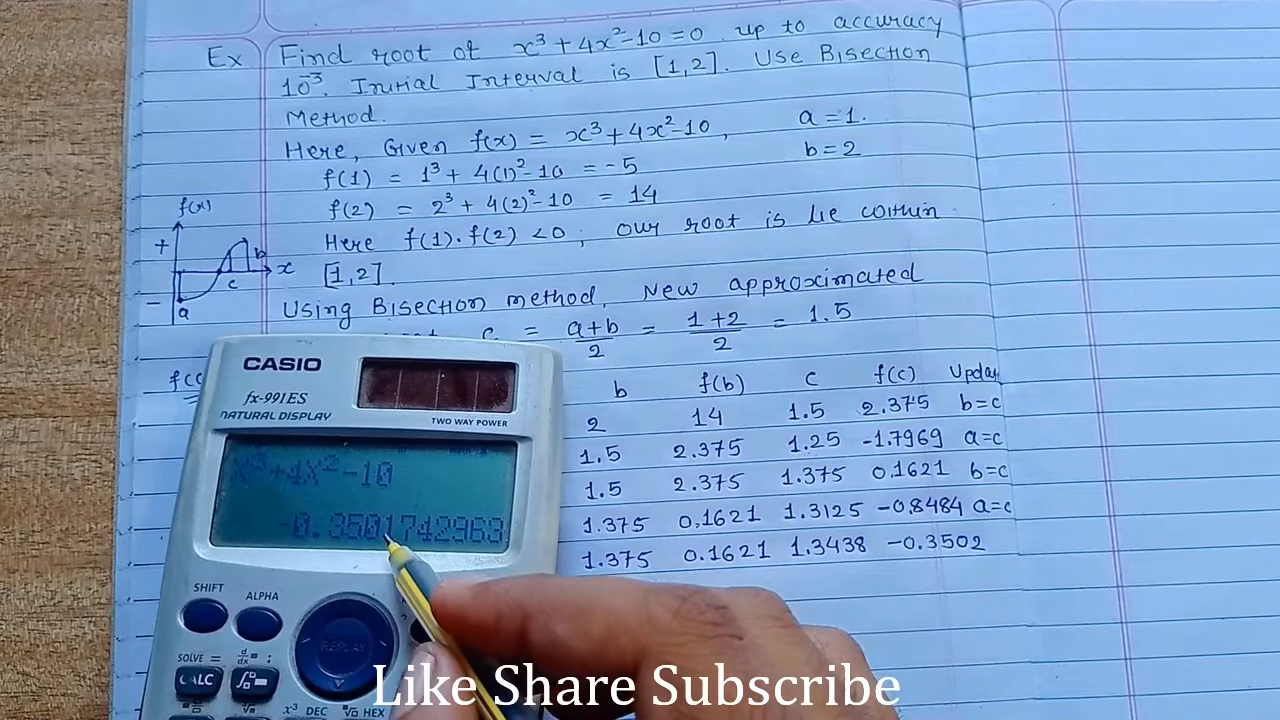 Ex Find root of x³ + 4x² - 10 = 0 up to accuracy
10⁻³. Initial Interval is [1,2]. Use Bisection
Method.
Here, Given f(x) = x³ + 4x² - 10, a = 1.
b = 2
f(1) = 1³ + 4(1)² - 10 = -5
f(2) = 2³ + 4(2)² - 10 = 14
Here f(1).f(2) < 0, our root is lie within
[1,2].
f(x)
+
b
x
c
-
a
Using Bisection method, New approximated
c = a+b/2 = 1+2/2 = 1.5
b f(b) c f(c)
2 14 1.5 2.375 b=c
1.5 2.375 1.25 -1.7969 a=c
1.5 2.375 1.375 0.1621 b=c
1.375 0.1621 1.3125 -0.8484 a=c
1.375 0.1621 1.3438 -0.3502
CASIO
fx-991ES
NATURAL DISPLAY
TWO WAY POWER
X³+4X²-10
-0.3501742963
SHIFT ALPHA
REPLAY
SOLVE = d/dx :
CALC
x³ DEC HEX
Like Share Subscribe